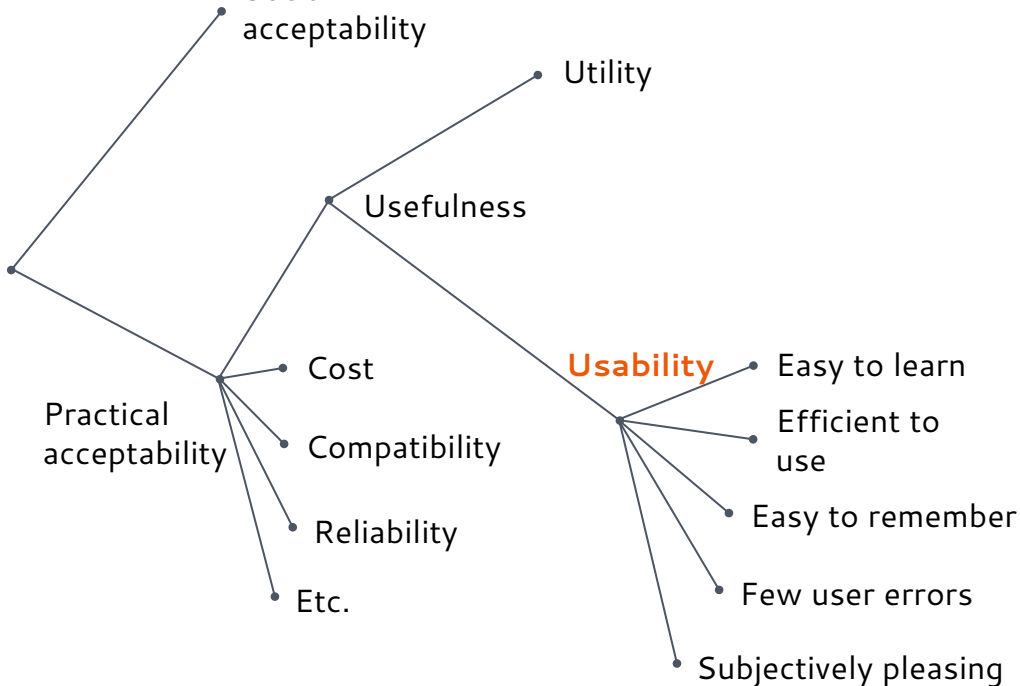 acceptability
Utility
Usefulness
Cost
Usability
Easy to learn
Practical
acceptability
Efficient to
use
Compatibility
Easy to remember
Reliability
Few user errors
Etc.
Subjectively pleasing